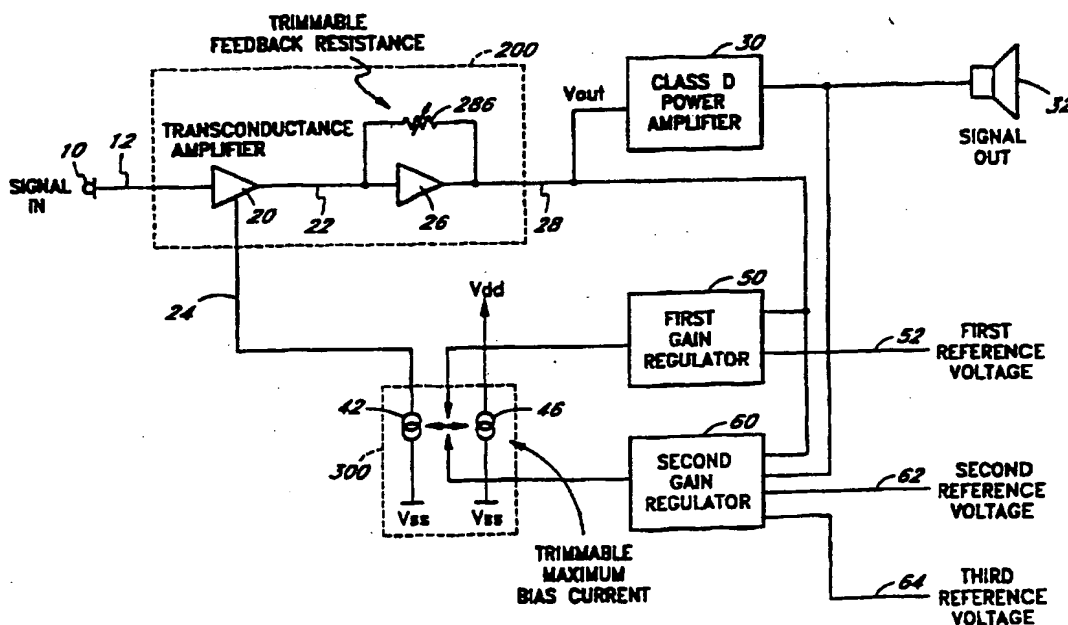 TRIMMABLE
FEEDBACK RESISTANCE
200
30
CLASS D
POWER
AMPLIFIER
Vout
32
SIGNAL
OUT
286
TRANSCONDUCTANCE
AMPLIFIER
10
12
SIGNAL
IN
20
22
26
28
24
Vdd
50
FIRST
GAIN
REGULATOR
52
FIRST
REFERENCE
VOLTAGE
42
46
300
Vss
Vss
60
SECOND
GAIN
REGULATOR
62
SECOND
REFERENCE
VOLTAGE
TRIMMABLE
MAXIMUM
BIAS CURRENT
64
THIRD
REFERENCE
VOLTAGE